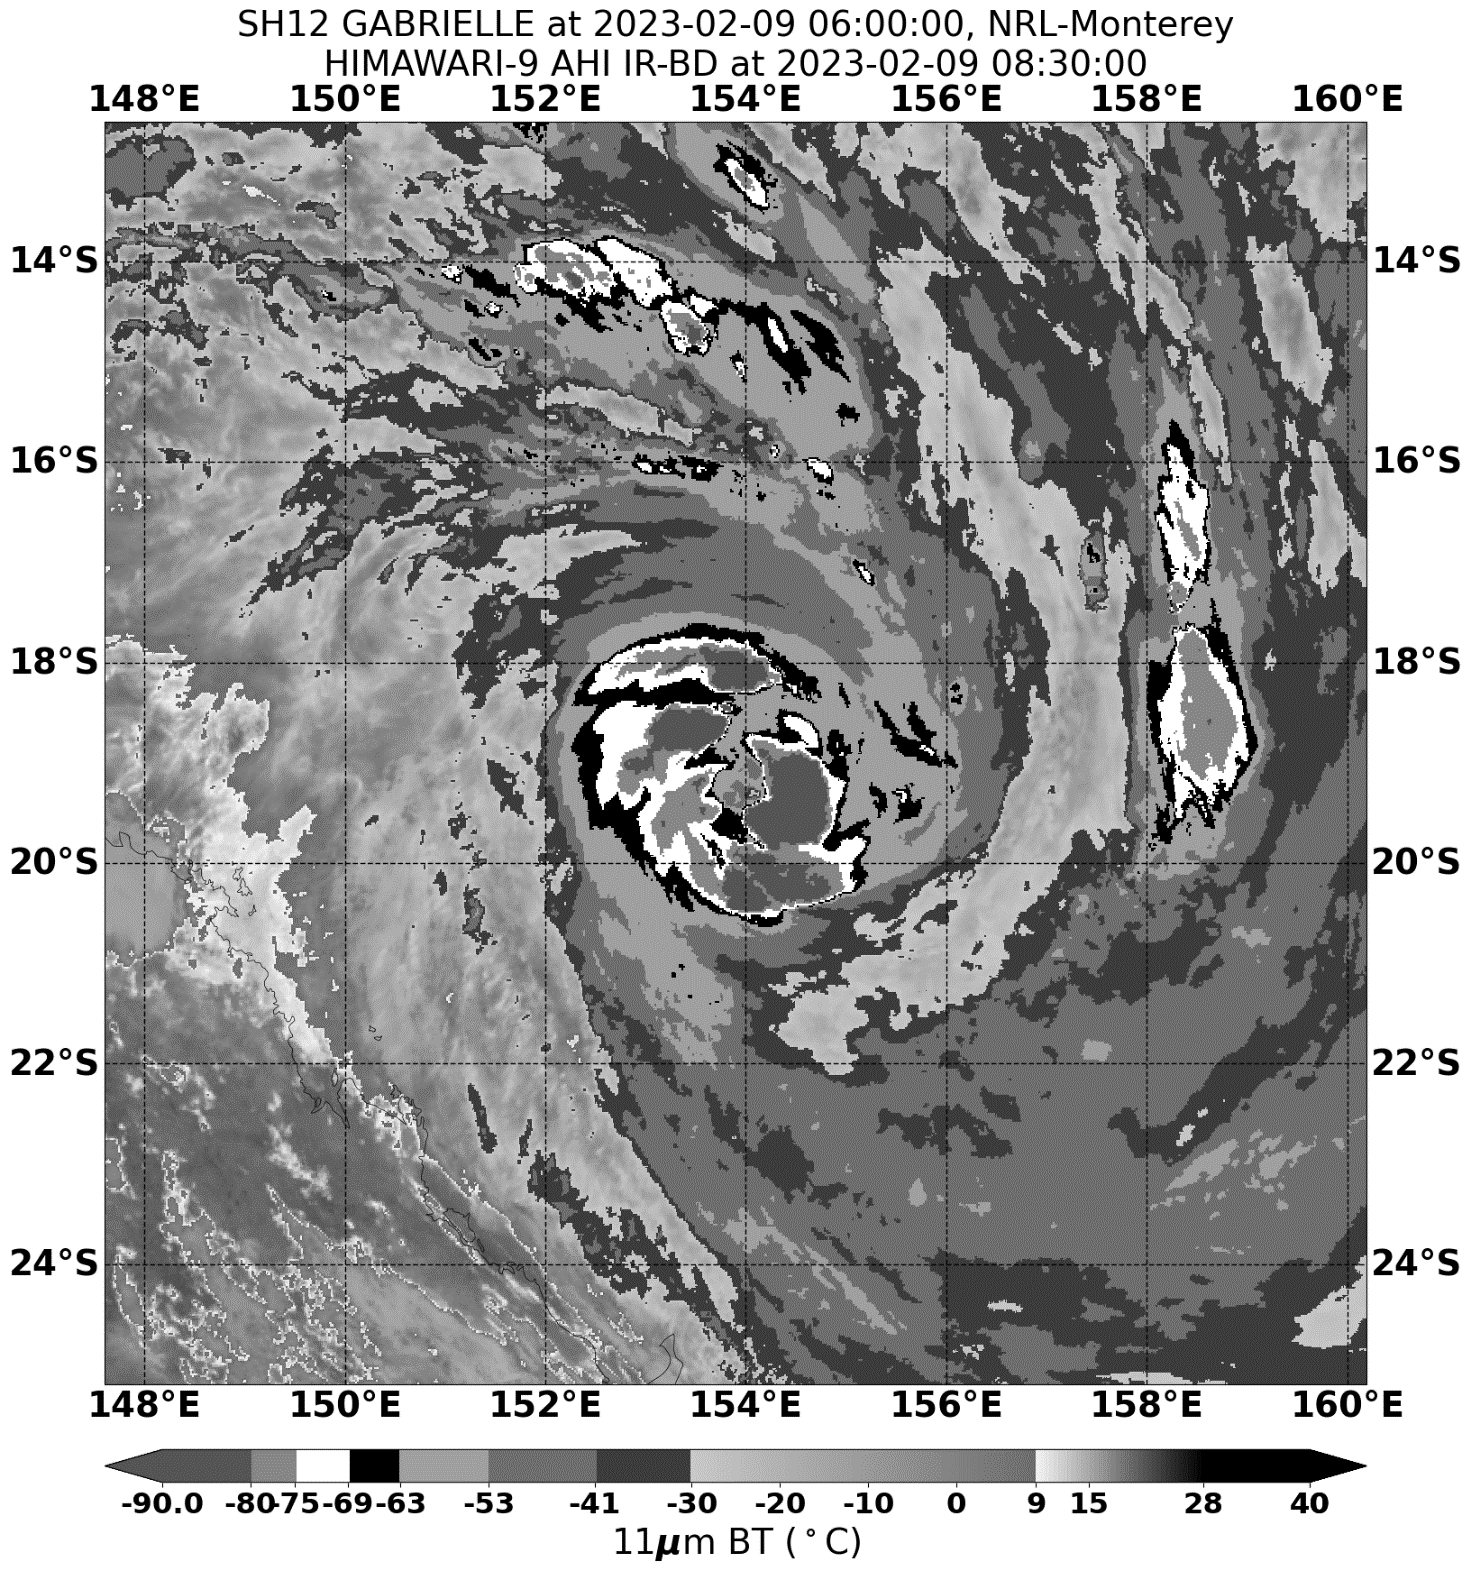 SH12 GABRIELLE at 2023-02-09 06:00:00, NRL-Monterey
HIMAWARI-9 AHI IR-BD at 2023-02-09 08:30:00
148°E 150°E 152°E 154°E 156°E 158°E 160°E
14°S 14°S
16°S 16°S
18°S 18°S
20°S 20°S
22°S 22°S
24°S 24°S
148°E 150°E 152°E 154°E 156°E 158°E 160°E
-90.0 -80 -75 -69 -63 -53 -41 -30 -20 -10 0 9 15 28 40
11μm BT (°C)